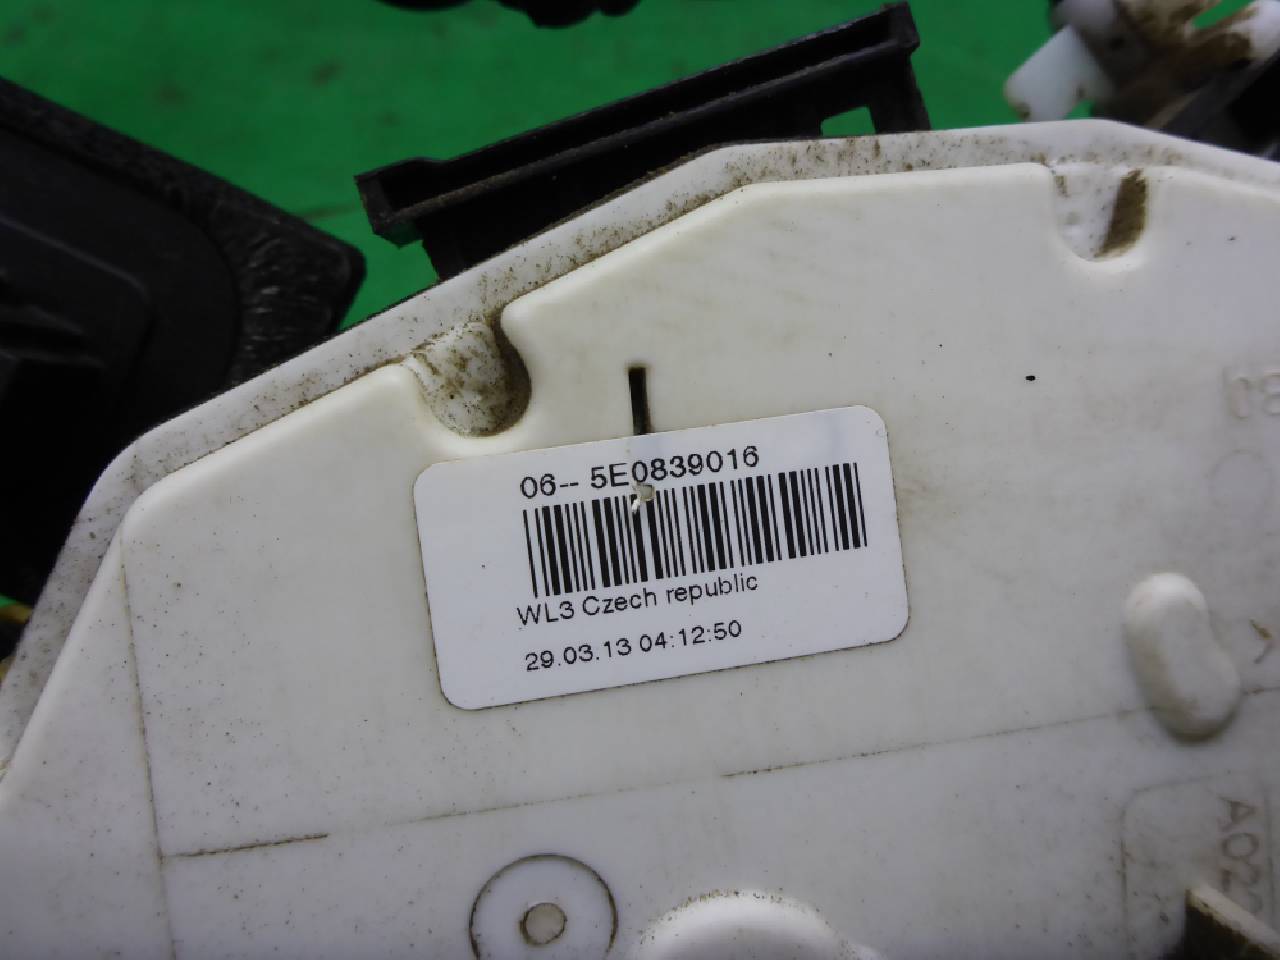 06-- 5E0839016
WL3 Czech republic
29.03.13 04:12:50